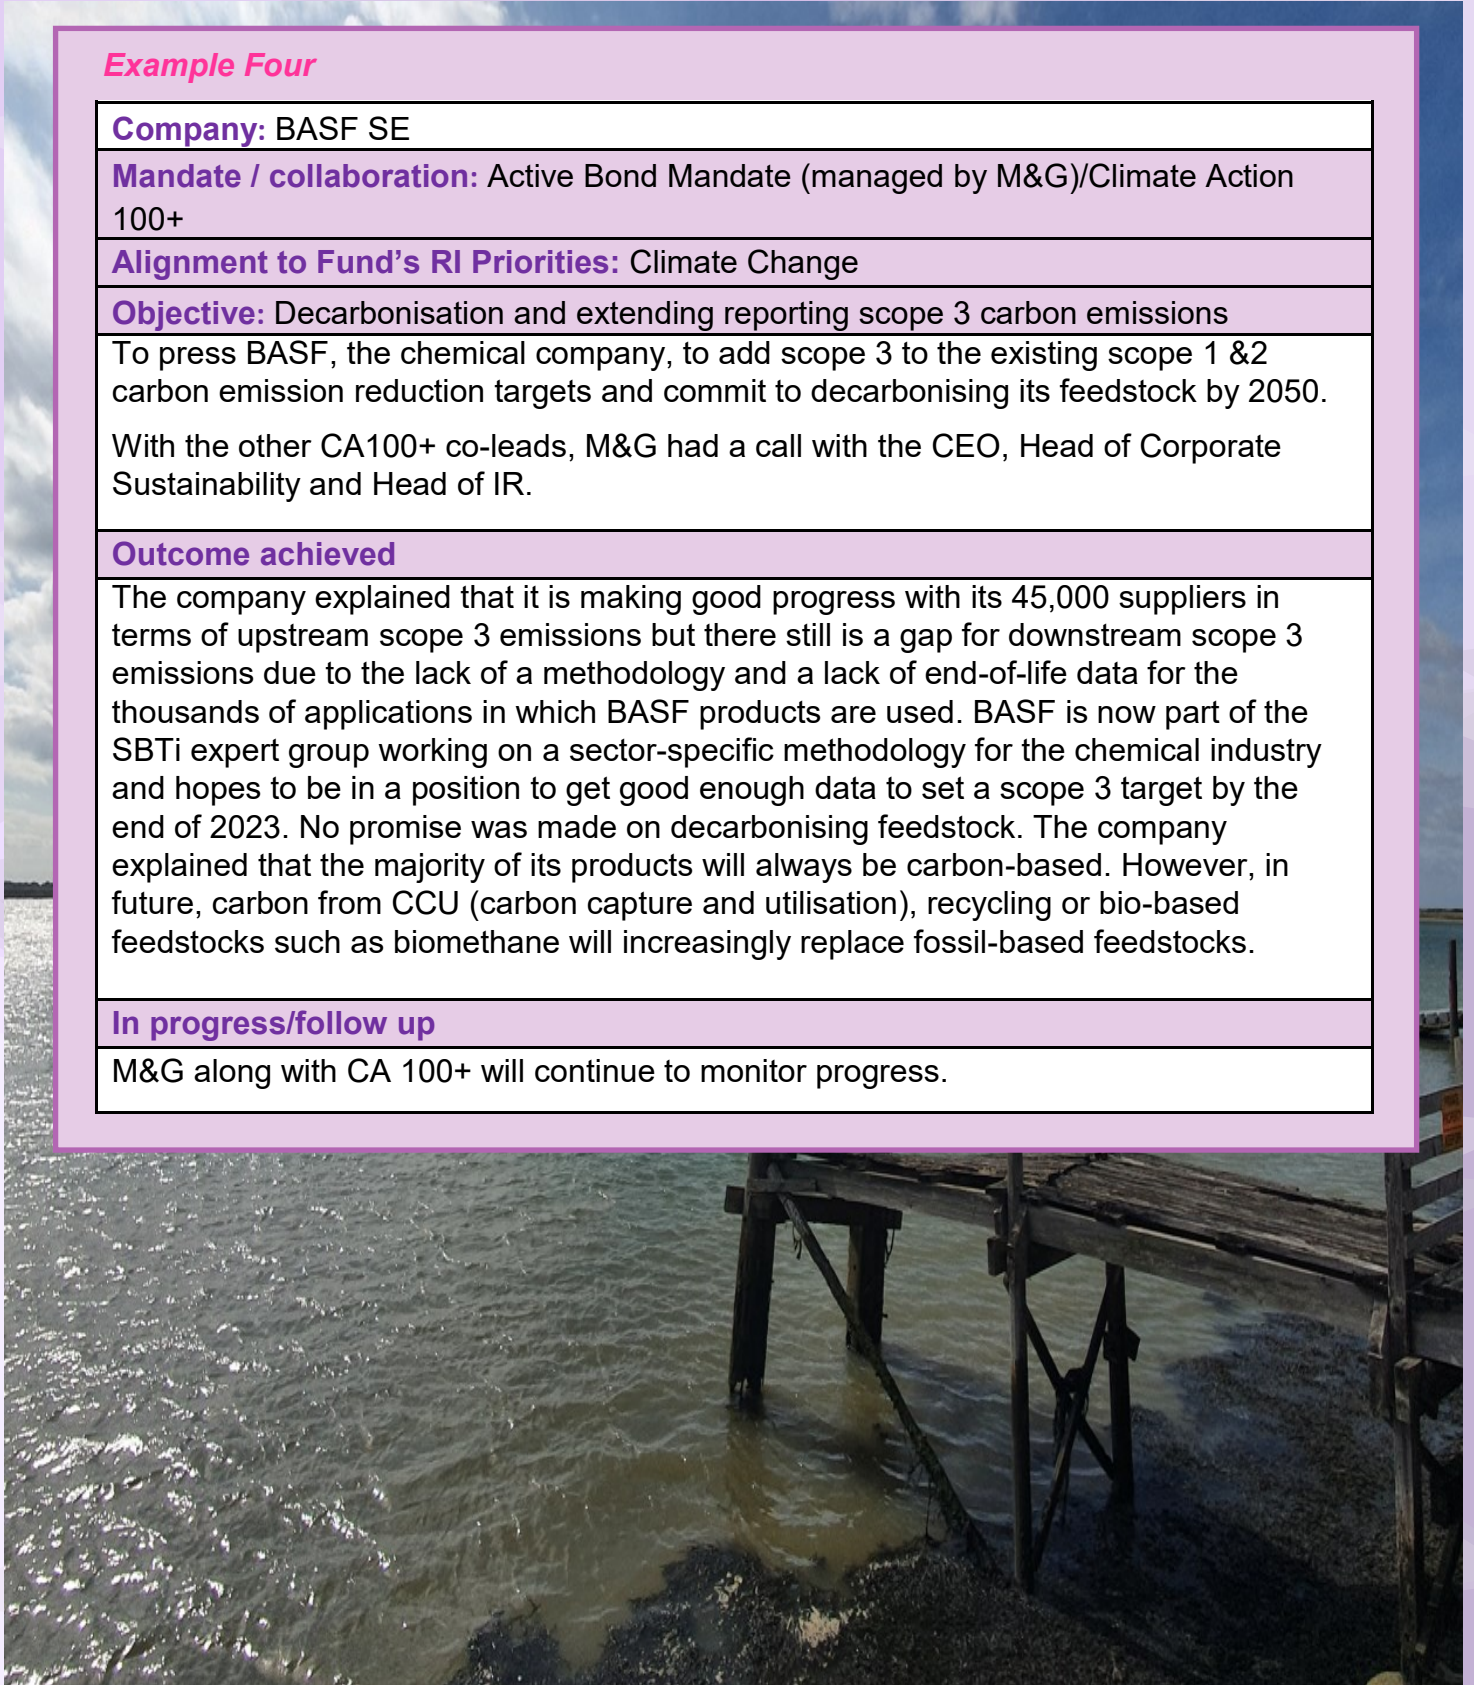 Example Four
Company: BASF SE
Mandate / collaboration: Active Bond Mandate (managed by M&G)/Climate Action
100+
Alignment to Fund’s RI Priorities: Climate Change
Objective: Decarbonisation and extending reporting scope 3 carbon emissions
To press BASF, the chemical company, to add scope 3 to the existing scope 1 &2
carbon emission reduction targets and commit to decarbonising its feedstock by 2050.
With the other CA100+ co-leads, M&G had a call with the CEO, Head of Corporate
Sustainability and Head of IR.
Outcome achieved
The company explained that it is making good progress with its 45,000 suppliers in
terms of upstream scope 3 emissions but there still is a gap for downstream scope 3
emissions due to the lack of a methodology and a lack of end-of-life data for the
thousands of applications in which BASF products are used. BASF is now part of the
SBTi expert group working on a sector-specific methodology for the chemical industry
and hopes to be in a position to get good enough data to set a scope 3 target by the
end of 2023. No promise was made on decarbonising feedstock. The company
explained that the majority of its products will always be carbon-based. However, in
future, carbon from CCU (carbon capture and utilisation), recycling or bio-based
feedstocks such as biomethane will increasingly replace fossil-based feedstocks.
In progress/follow up
M&G along with CA 100+ will continue to monitor progress.